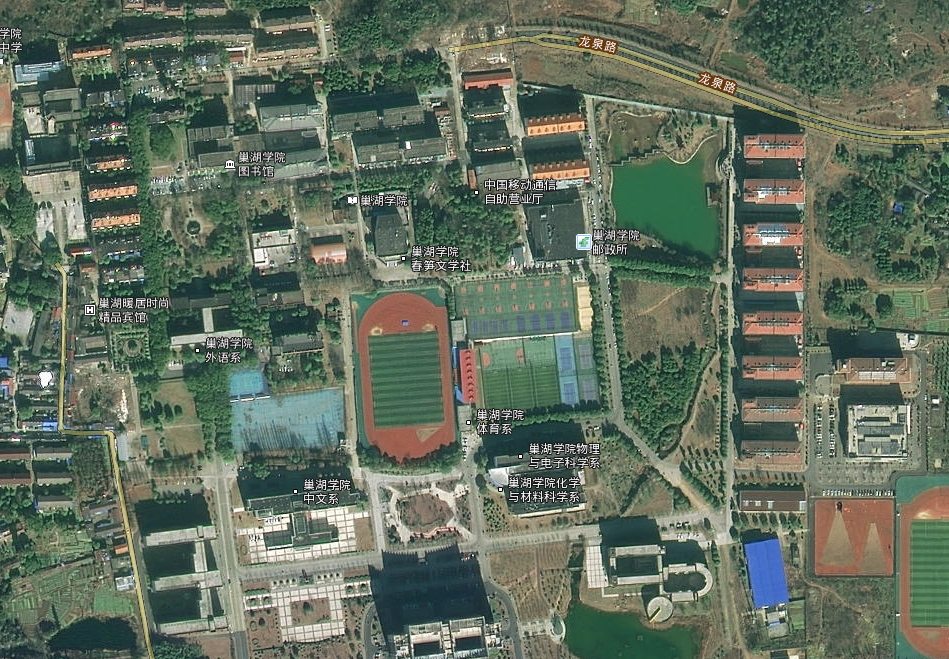 学院
中学
龙泉路
龙泉路
巢湖学院
图书馆
巢湖学院
中国移动通信
自助营业厅
巢湖学院
邮政所
巢湖学院
春笋文学社
巢湖暖居时尚
精品宾馆
巢湖学院
外语系
巢湖学院
体育系
巢湖学院物理
与电子科学系
巢湖学院化学
与材料科学系
巢湖学院
中文系